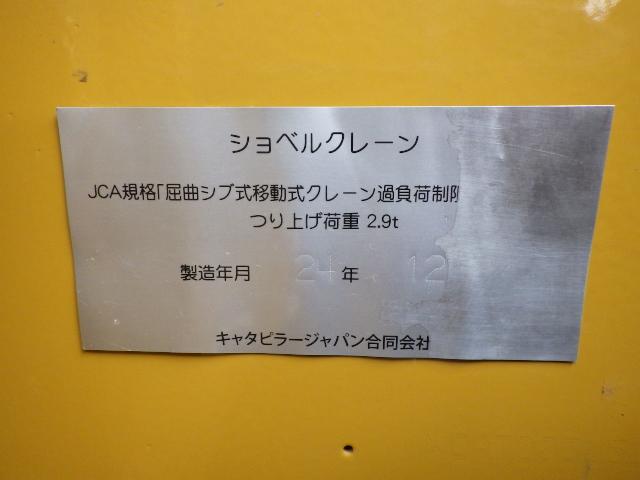 ショベルクレーン
JCA規格「屈曲シブ式移動式クレーン過負荷制
つり上げ荷重 2.9t
製造年月 24 年 12
キャタピラージャパン合同会社